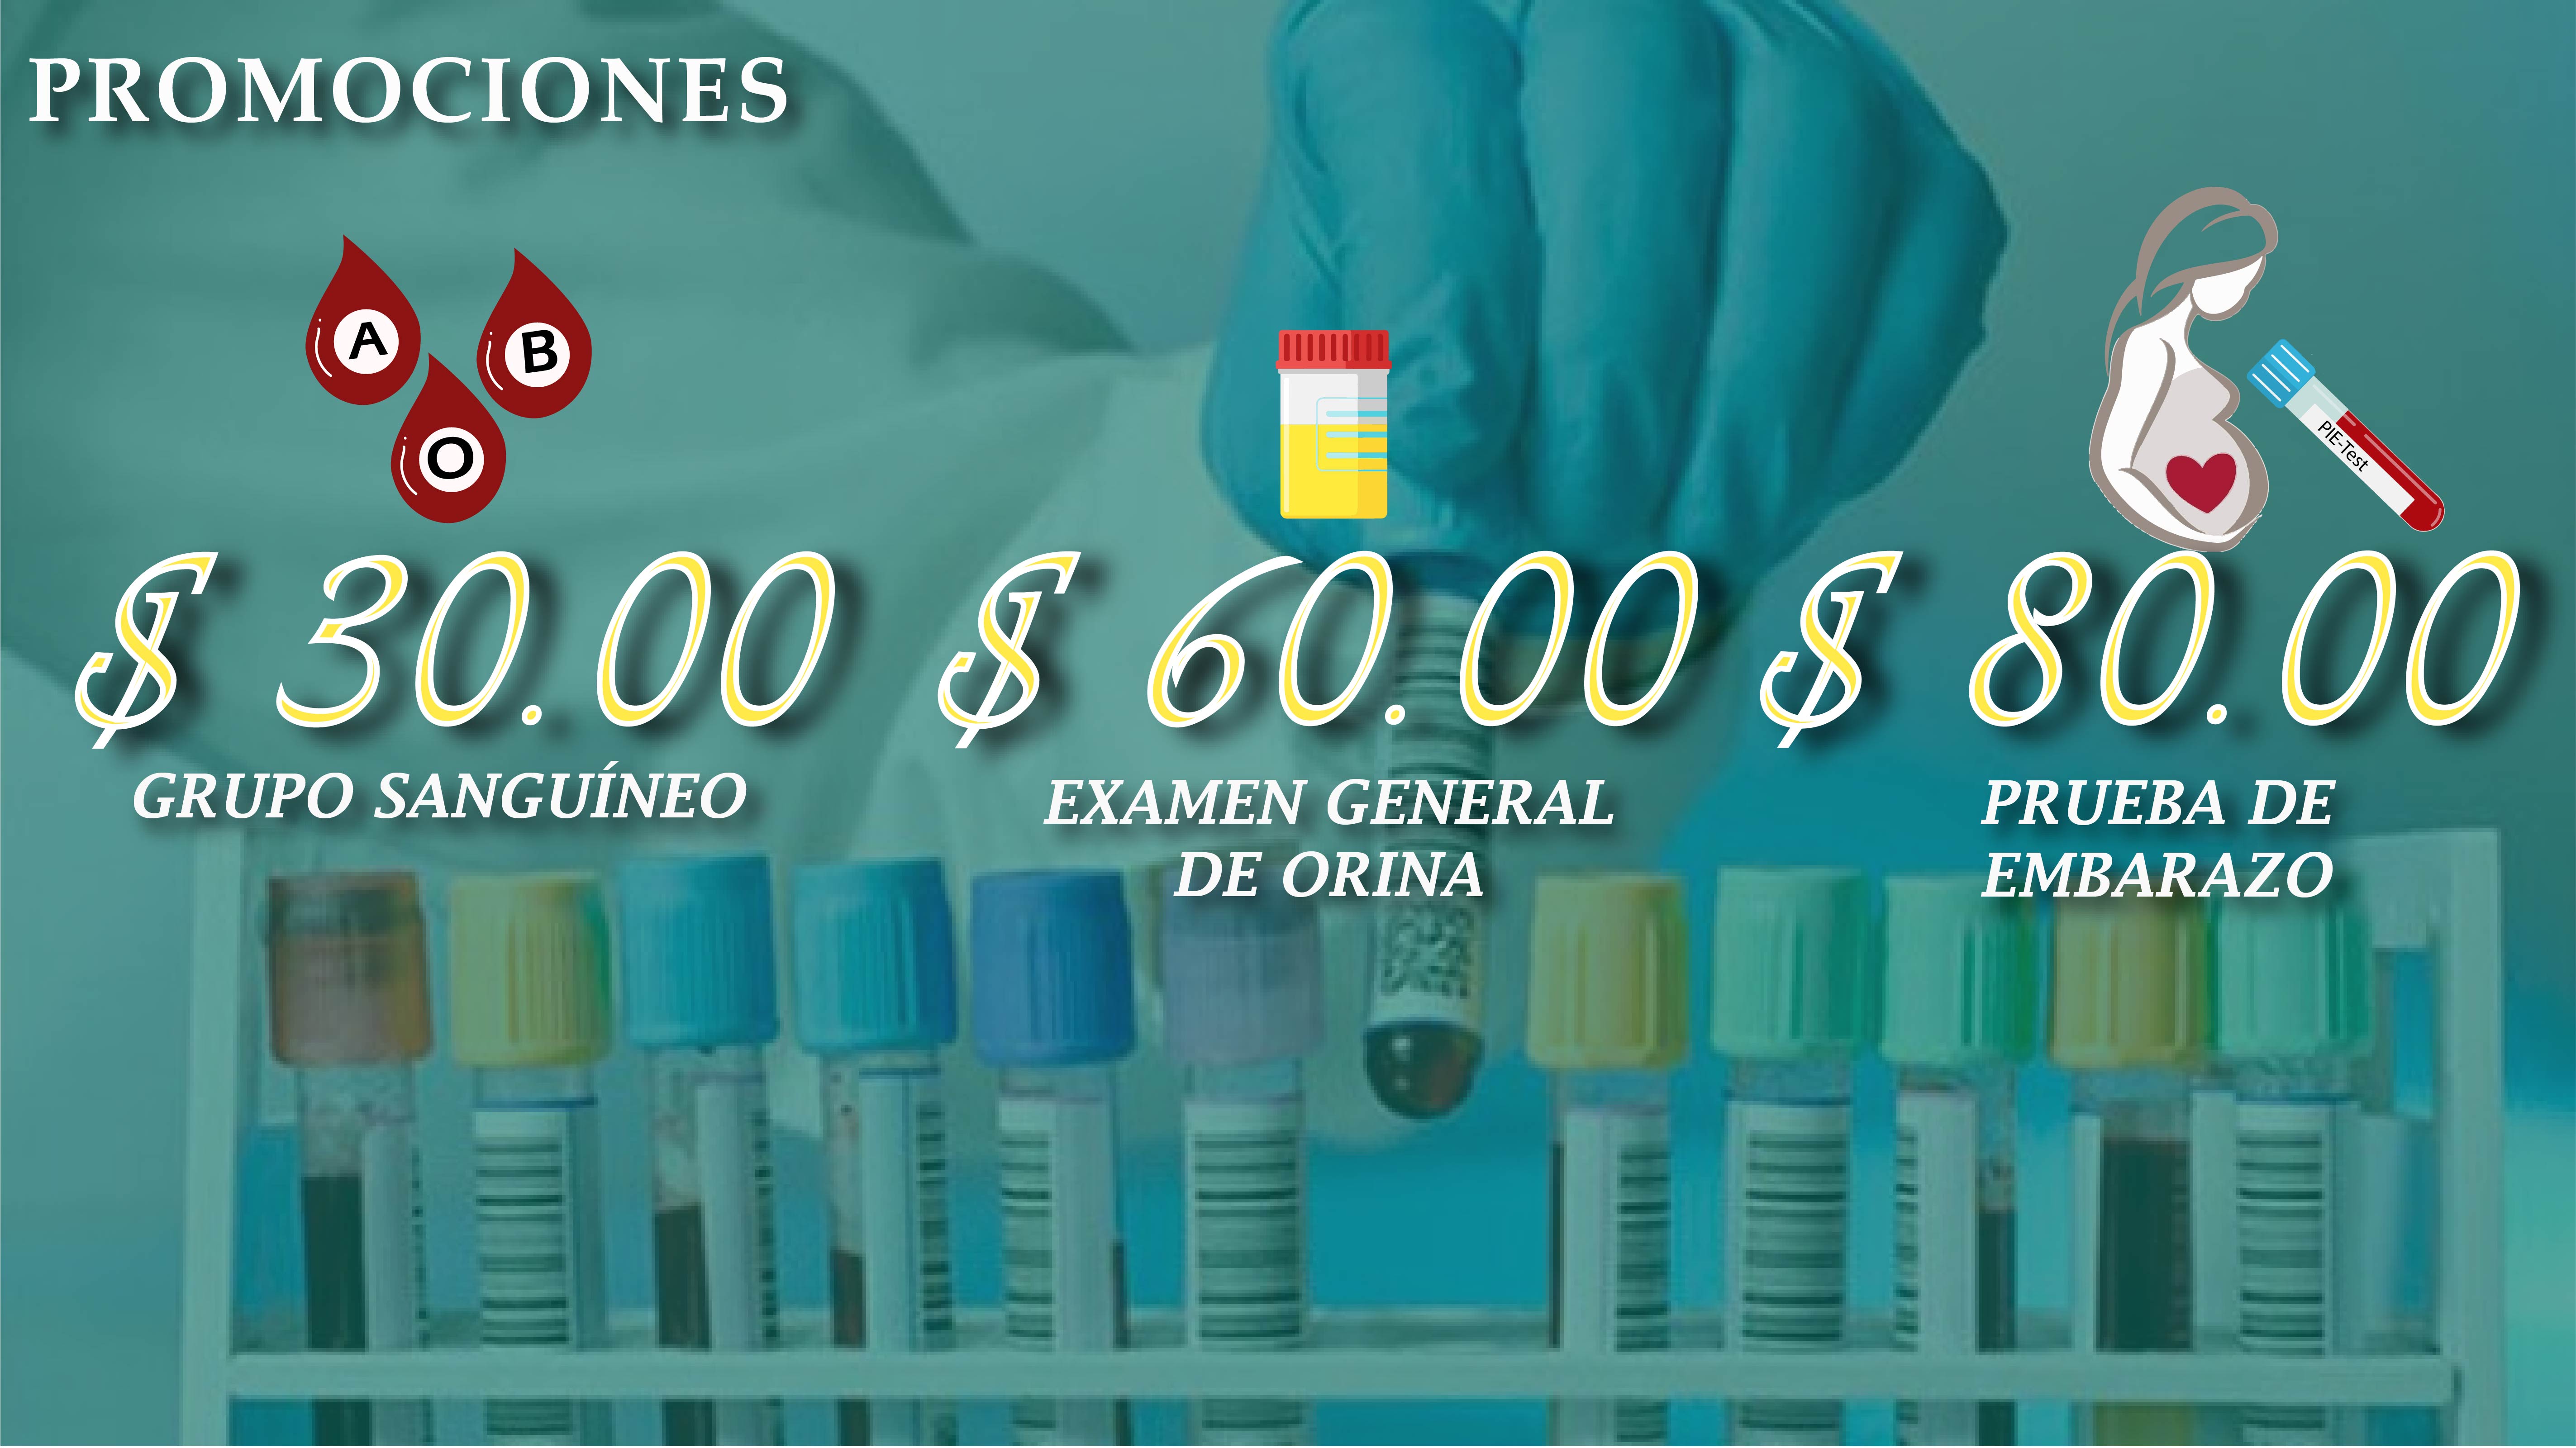 PROMOCIONES
A
B
O
PIE-Test
$ 30.00
$ 60.00
$ 80.00
GRUPO SANGUÍNEO
EXAMEN GENERAL
DE ORINA
PRUEBA DE
EMBARAZO